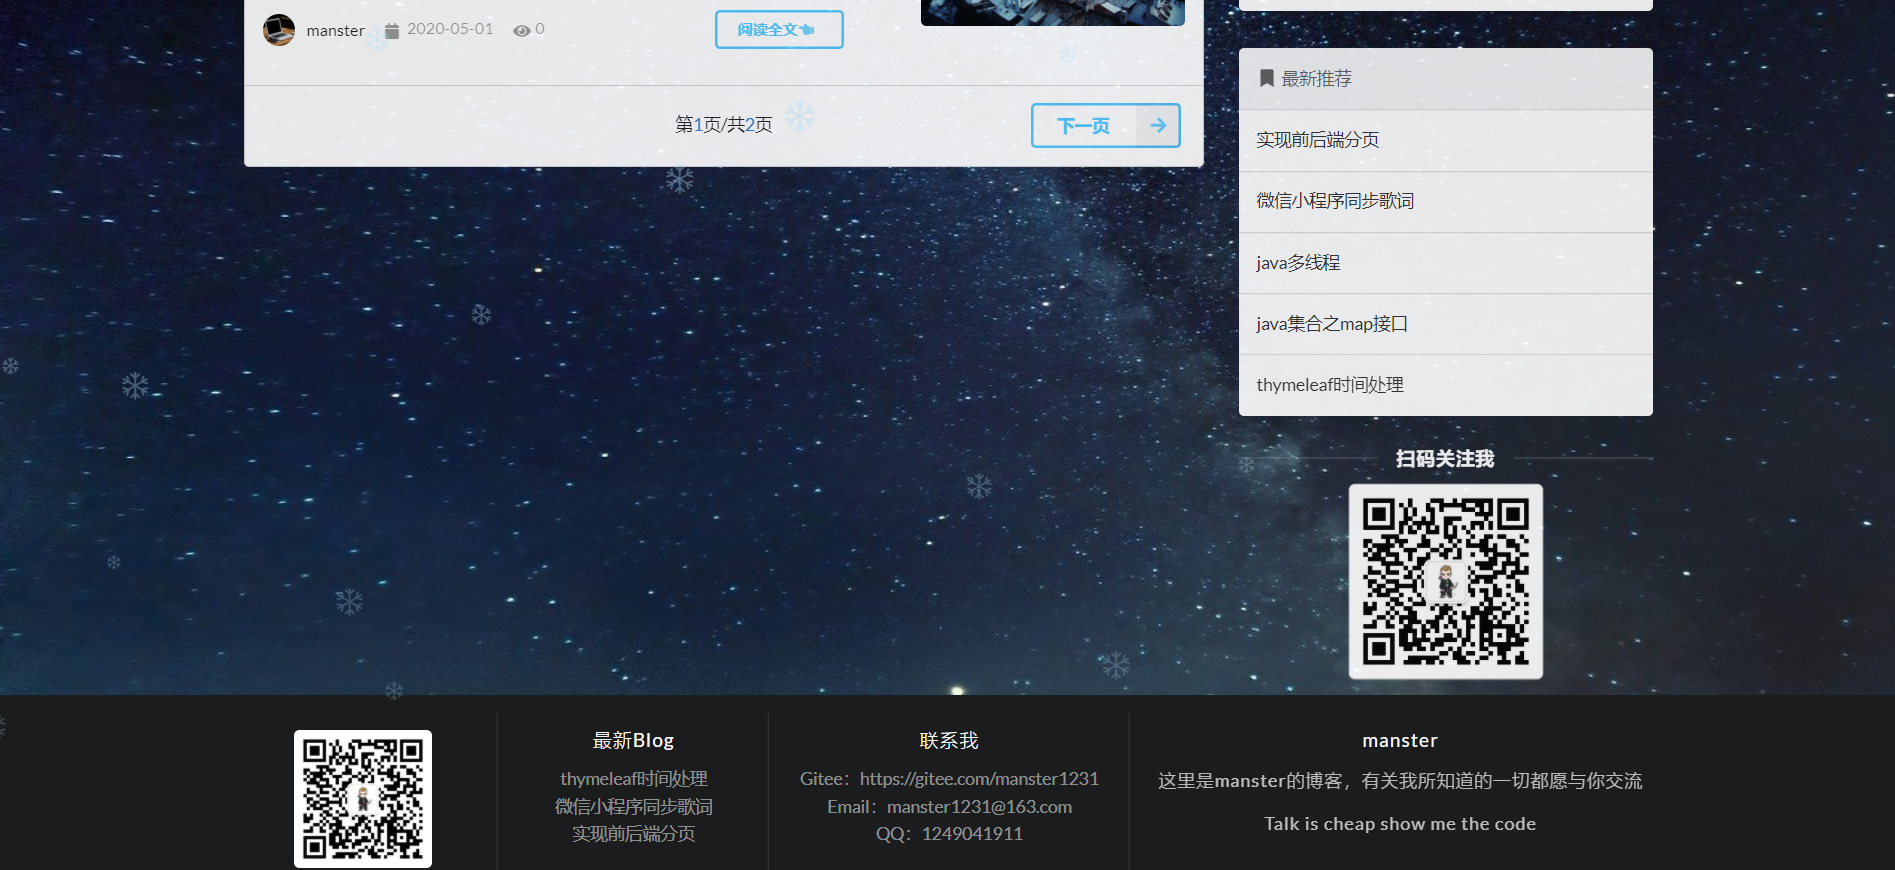 manster 2020-05-01 0 阅读全文
第1页/共2页 下一页
最新推荐
实现前后端分页
微信小程序同步歌词
java多线程
java集合之map接口
thymeleaf时间处理
扫码关注我
最新Blog
thymeleaf时间处理
微信小程序同步歌词
实现前后端分页
联系我
Gitee：https://gitee.com/manster1231
Email：manster1231@163.com
QQ：1249041911
manster
这里是manster的博客，有关我所知道的一切都愿与你交流
Talk is cheap show me the code